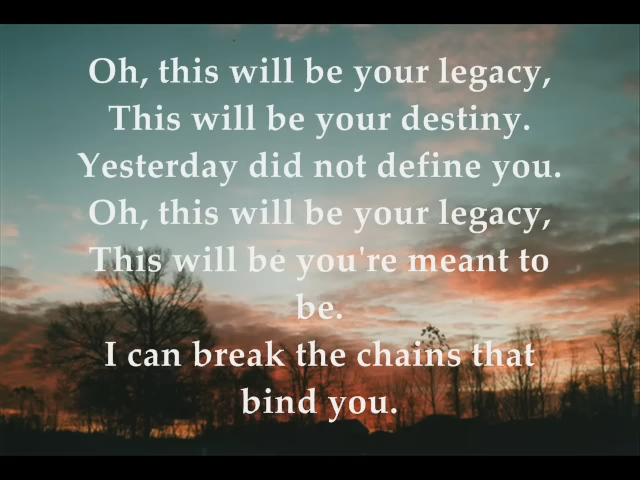 Oh, this will be your legacy,
This will be your destiny.
Yesterday did not define you.
Oh, this will be your legacy,
This will be you're meant to
be.
I can break the chains that
bind you.